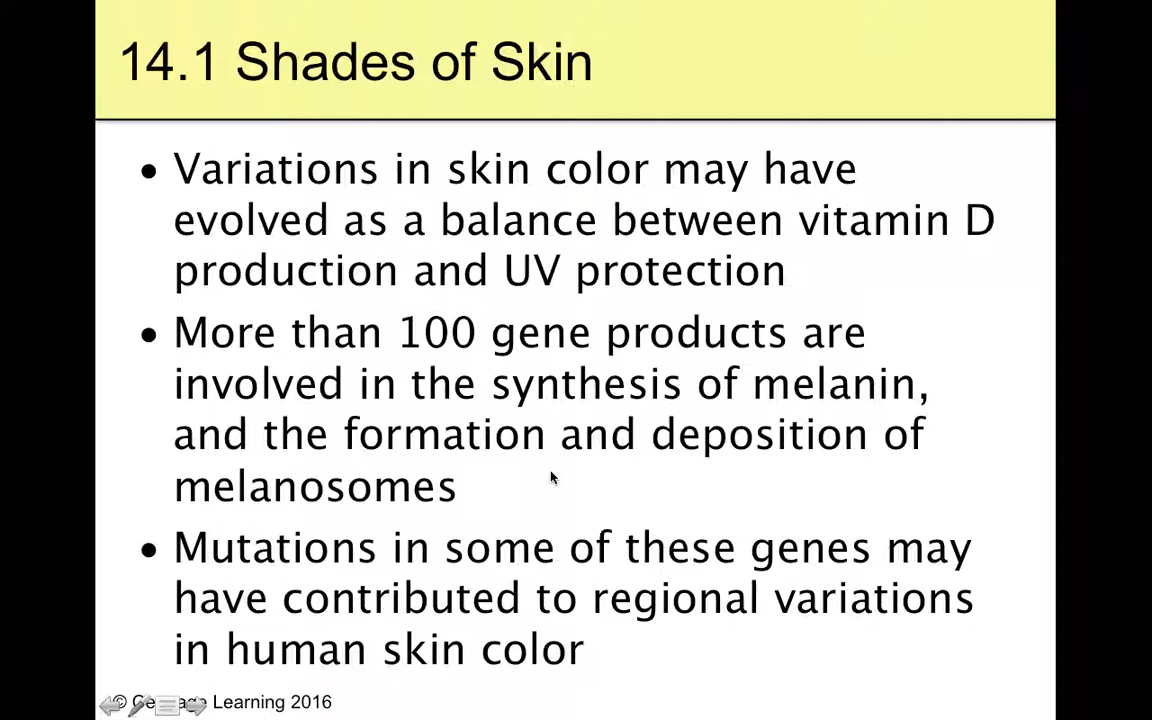 14.1 Shades of Skin
• Variations in skin color may have
evolved as a balance between vitamin D
production and UV protection
• More than 100 gene products are
involved in the synthesis of melanin,
and the formation and deposition of
melanosomes
• Mutations in some of these genes may
have contributed to regional variations
in human skin color
© Cengage Learning 2016